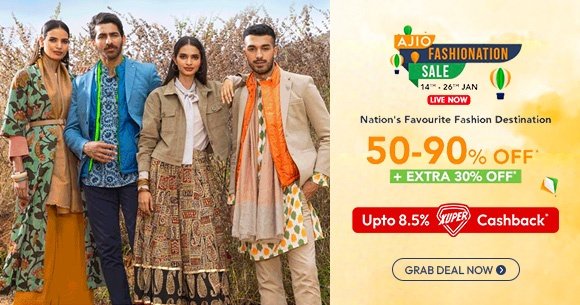 AJIO
FASHIONATION
SALE
14TH - 26TH JAN
LIVE NOW
Nation's Favourite Fashion Destination
50-90% OFF*
+ EXTRA 30% OFF*
Upto 8.5% XUPER Cashback*
GRAB DEAL NOW